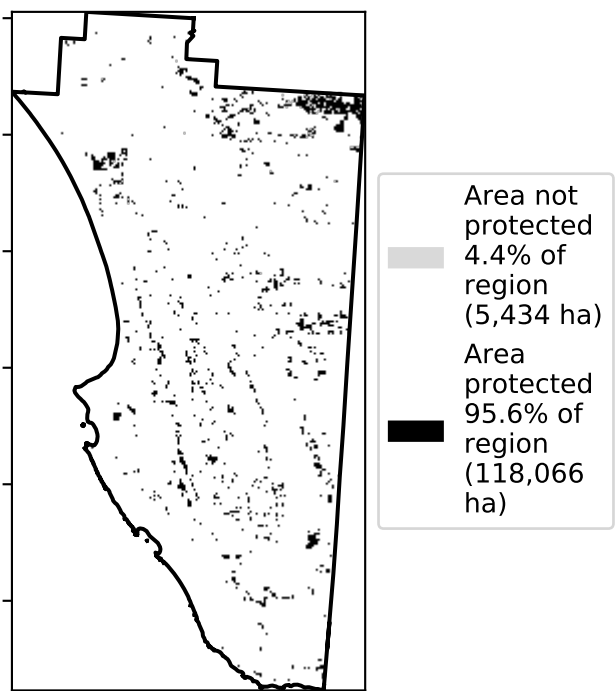 Area not
protected
4.4% of
region
(5,434 ha)
Area
protected
95.6% of
region
(118,066
ha)